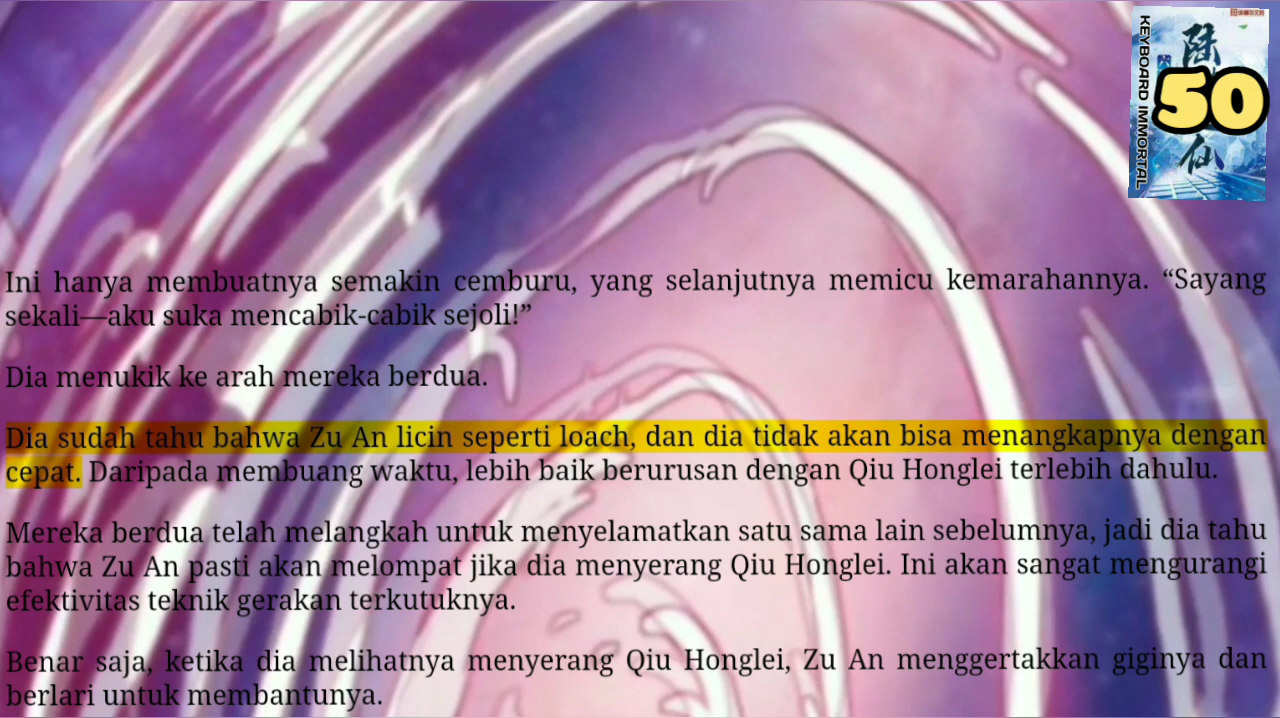 陆
仙
KEYBOARD IMMORTAL
50
Ini hanya membuatnya semakin cemburu, yang selanjutnya memicu kemarahannya. “Sayang
sekali—aku suka mencabik-cabik sejoli!”
Dia menukik ke arah mereka berdua.
Dia sudah tahu bahwa Zu An licin seperti loach, dan dia tidak akan bisa menangkapnya dengan
cepat. Daripada membuang waktu, lebih baik berurusan dengan Qiu Honglei terlebih dahulu.
Mereka berdua telah melangkah untuk menyelamatkan satu sama lain sebelumnya, jadi dia tahu
bahwa Zu An pasti akan melompat jika dia menyerang Qiu Honglei. Ini akan sangat mengurangi
efektivitas teknik gerakan terkutuknya.
Benar saja, ketika dia melihatnya menyerang Qiu Honglei, Zu An menggertakkan giginya dan
berlari untuk membantunya.